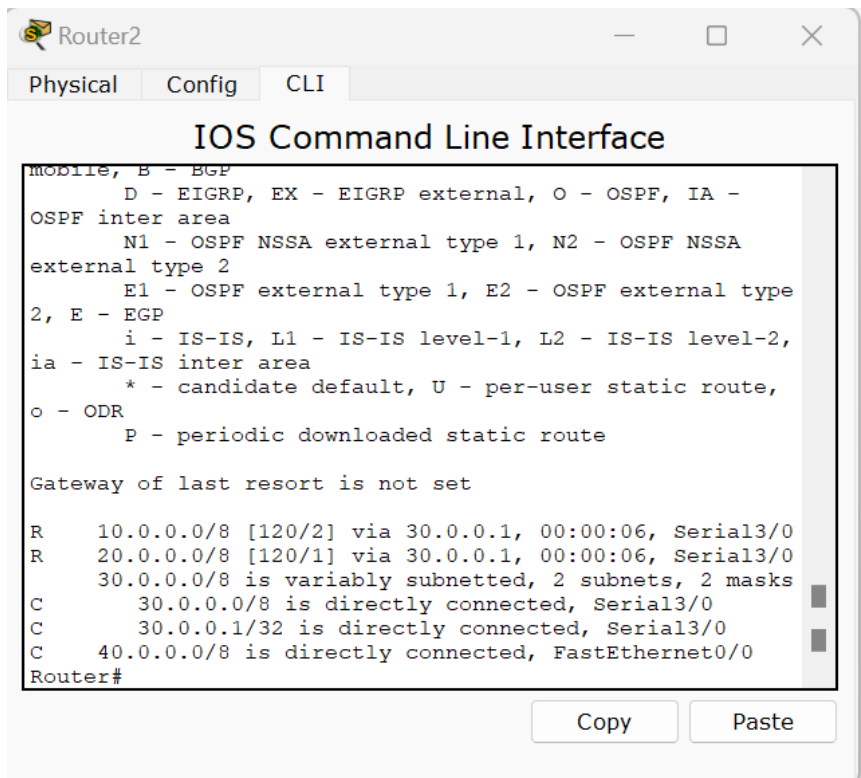 Router2
Physical Config CLI
IOS Command Line Interface
mobile, B - BGP
       D - EIGRP, EX - EIGRP external, O - OSPF, IA -
OSPF inter area
       N1 - OSPF NSSA external type 1, N2 - OSPF NSSA
external type 2
       E1 - OSPF external type 1, E2 - OSPF external type
2, E - EGP
       i - IS-IS, L1 - IS-IS level-1, L2 - IS-IS level-2,
ia - IS-IS inter area
       * - candidate default, U - per-user static route,
o - ODR
       P - periodic downloaded static route

Gateway of last resort is not set

R    10.0.0.0/8 [120/2] via 30.0.0.1, 00:00:06, Serial3/0
R    20.0.0.0/8 [120/1] via 30.0.0.1, 00:00:06, Serial3/0
     30.0.0.0/8 is variably subnetted, 2 subnets, 2 masks
C       30.0.0.0/8 is directly connected, Serial3/0
C       30.0.0.1/32 is directly connected, Serial3/0
C    40.0.0.0/8 is directly connected, FastEthernet0/0
Router#
Copy Paste